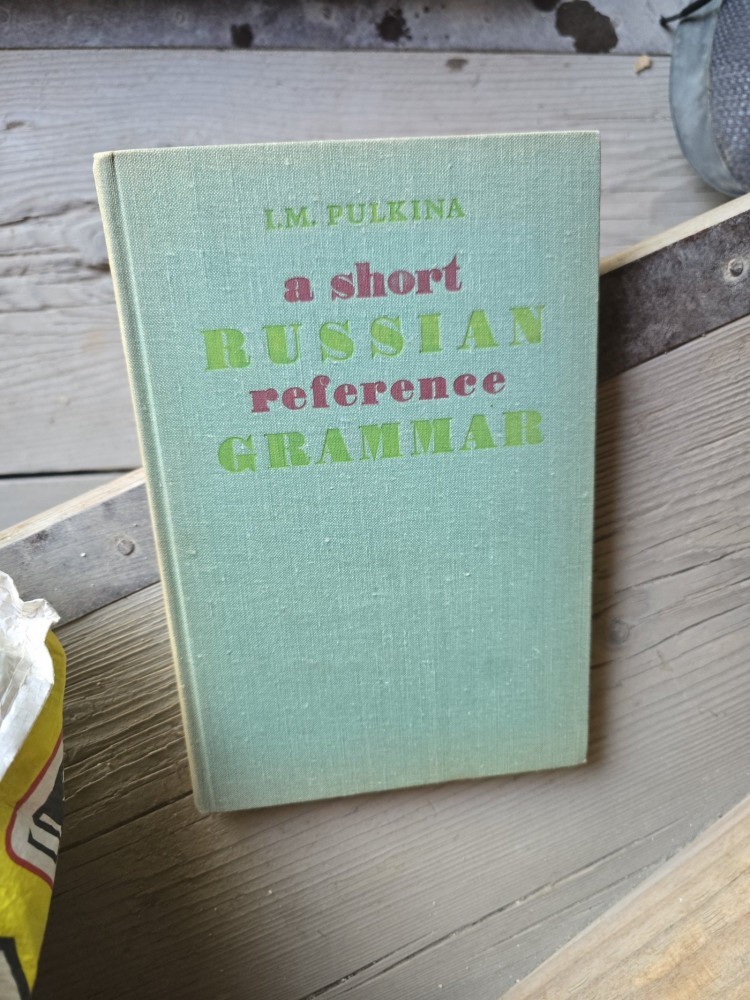 I.M. PULKINA
a short
RUSSIAN
reference
GRAMMAR